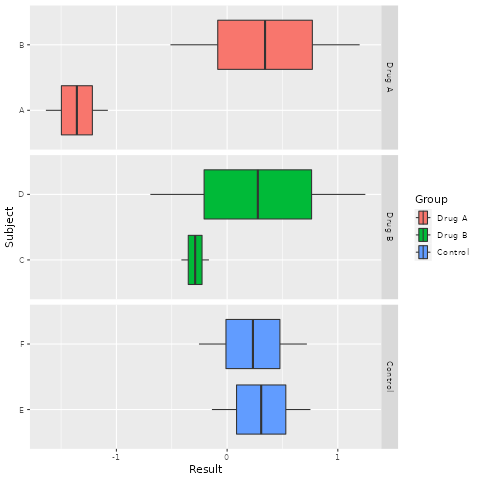 B
A
Drug A
D
C
Drug B
F
E
Control
-1
0
1
Result
Subject
Group
Drug A
Drug B
Control